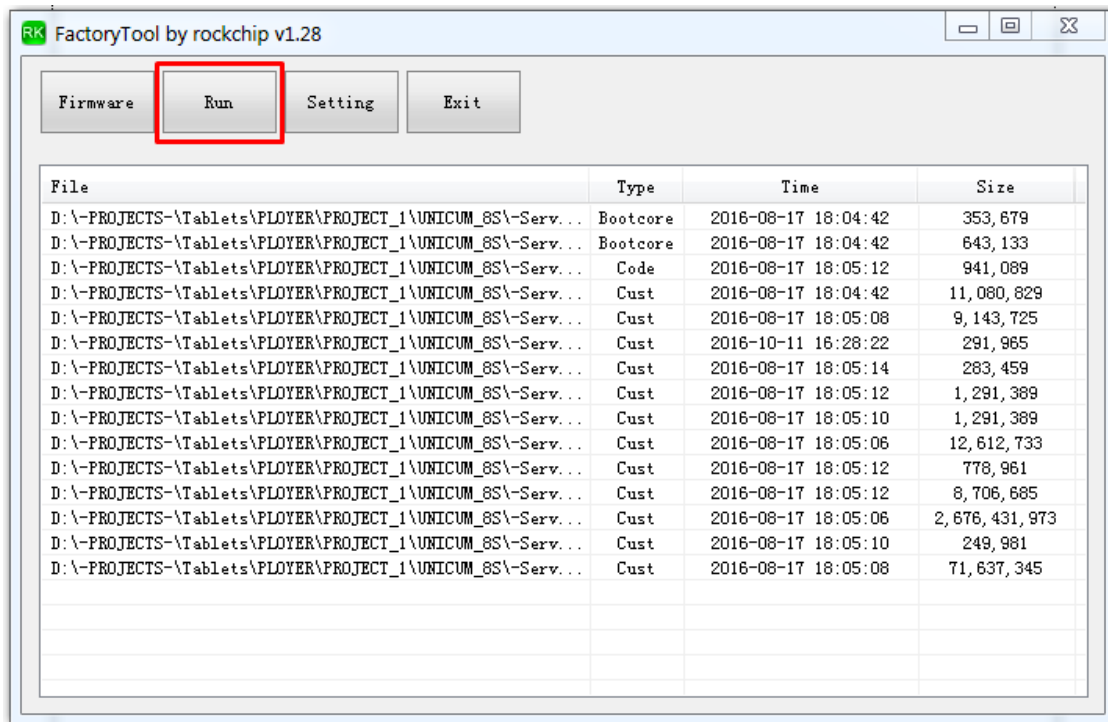 RK FactoryTool by rockchip v1.28
Firmware Run Setting Exit
File Type Time Size
D:\-PROJECTS-\Tablets\PLOYER\PROJECT_1\UNICUM_8S\-Serv... Bootcore 2016-08-17 18:04:42 353,679
D:\-PROJECTS-\Tablets\PLOYER\PROJECT_1\UNICUM_8S\-Serv... Bootcore 2016-08-17 18:04:42 643,133
D:\-PROJECTS-\Tablets\PLOYER\PROJECT_1\UNICUM_8S\-Serv... Code 2016-08-17 18:05:12 941,089
D:\-PROJECTS-\Tablets\PLOYER\PROJECT_1\UNICUM_8S\-Serv... Cust 2016-08-17 18:04:42 11,080,829
D:\-PROJECTS-\Tablets\PLOYER\PROJECT_1\UNICUM_8S\-Serv... Cust 2016-08-17 18:05:08 9,143,725
D:\-PROJECTS-\Tablets\PLOYER\PROJECT_1\UNICUM_8S\-Serv... Cust 2016-10-11 16:28:22 291,965
D:\-PROJECTS-\Tablets\PLOYER\PROJECT_1\UNICUM_8S\-Serv... Cust 2016-08-17 18:05:14 283,459
D:\-PROJECTS-\Tablets\PLOYER\PROJECT_1\UNICUM_8S\-Serv... Cust 2016-08-17 18:05:12 1,291,389
D:\-PROJECTS-\Tablets\PLOYER\PROJECT_1\UNICUM_8S\-Serv... Cust 2016-08-17 18:05:10 1,291,389
D:\-PROJECTS-\Tablets\PLOYER\PROJECT_1\UNICUM_8S\-Serv... Cust 2016-08-17 18:05:06 12,612,733
D:\-PROJECTS-\Tablets\PLOYER\PROJECT_1\UNICUM_8S\-Serv... Cust 2016-08-17 18:05:12 778,961
D:\-PROJECTS-\Tablets\PLOYER\PROJECT_1\UNICUM_8S\-Serv... Cust 2016-08-17 18:05:12 8,706,685
D:\-PROJECTS-\Tablets\PLOYER\PROJECT_1\UNICUM_8S\-Serv... Cust 2016-08-17 18:05:06 2,676,431,973
D:\-PROJECTS-\Tablets\PLOYER\PROJECT_1\UNICUM_8S\-Serv... Cust 2016-08-17 18:05:10 249,981
D:\-PROJECTS-\Tablets\PLOYER\PROJECT_1\UNICUM_8S\-Serv... Cust 2016-08-17 18:05:08 71,637,345